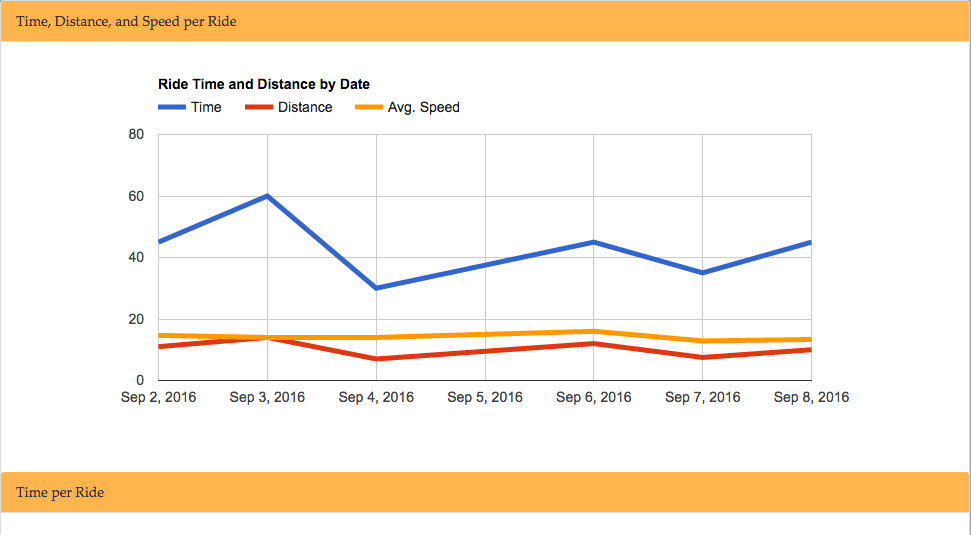 Time, Distance, and Speed per Ride
Ride Time and Distance by Date
Time Distance Avg. Speed
80
60
40
20
0
Sep 2, 2016 Sep 3, 2016 Sep 4, 2016 Sep 5, 2016 Sep 6, 2016 Sep 7, 2016 Sep 8, 2016
Time per Ride